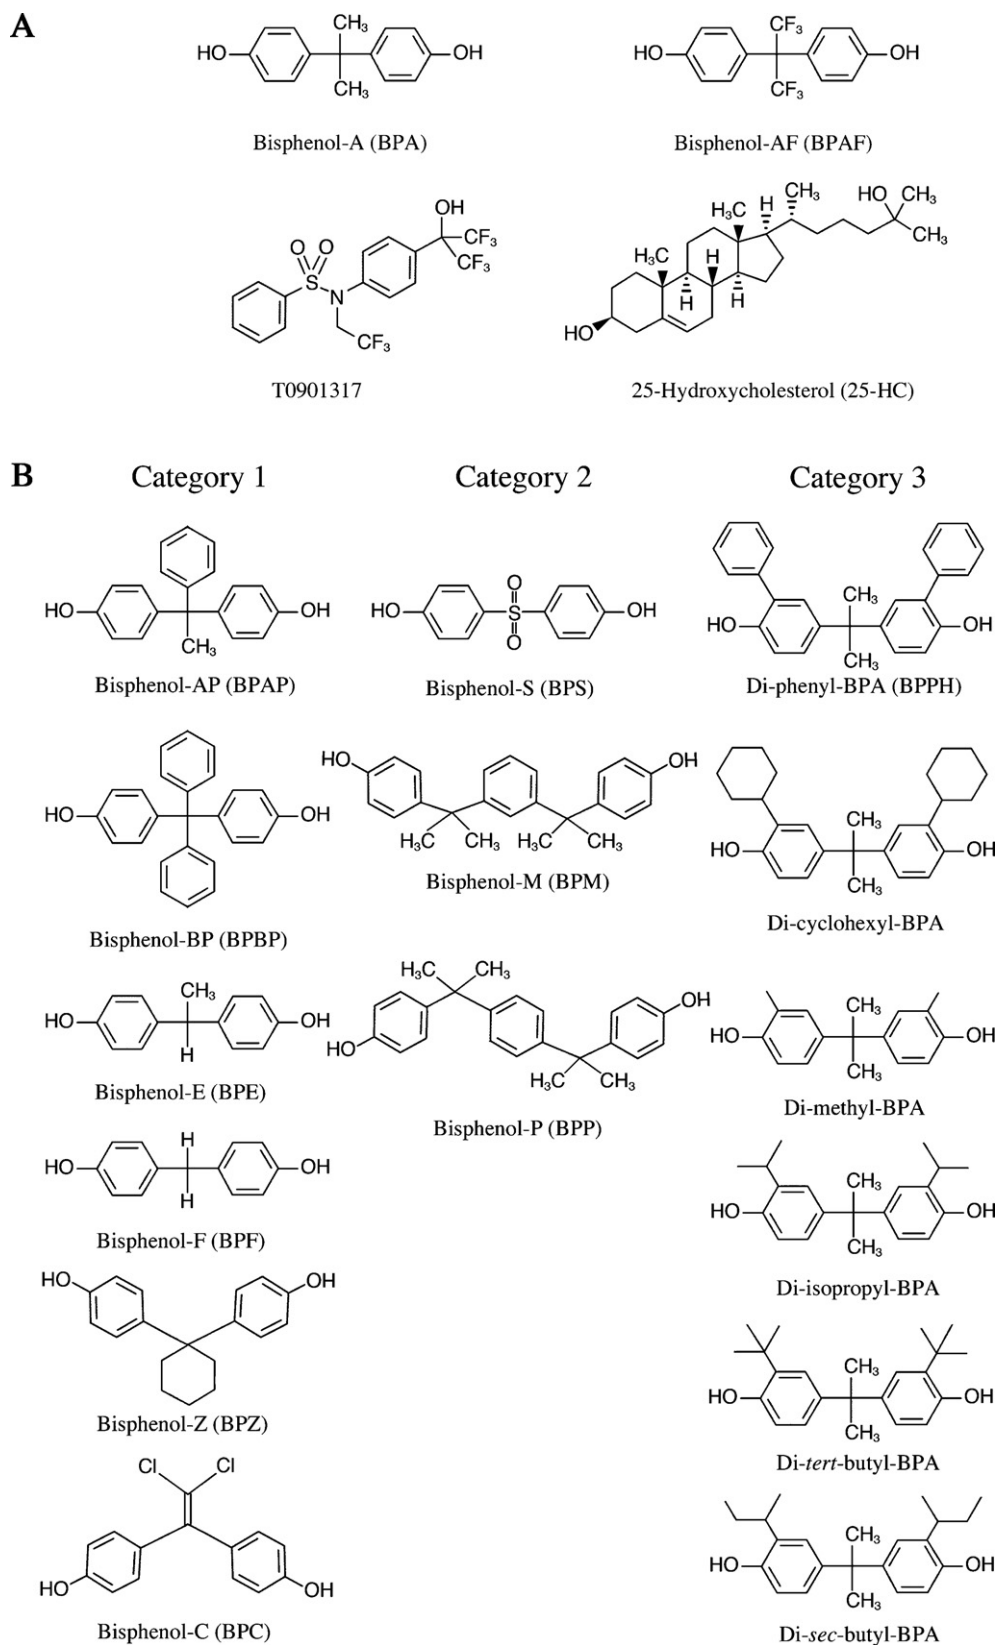 A
HO CH₃ CH₃ OH
Bisphenol-A (BPA)
HO CF₃ CF₃ OH
Bisphenol-AF (BPAF)
OH CF₃ CF₃ O O S N CF₃
T0901317
HO H₃C H₃C H H H H CH₃ HO CH₃ CH₃
25-Hydroxycholesterol (25-HC)
B
Category 1
HO CH₃ OH
Bisphenol-AP (BPAP)
HO OH
Bisphenol-BP (BPBP)
HO CH₃ H OH
Bisphenol-E (BPE)
HO H H OH
Bisphenol-F (BPF)
HO OH
Bisphenol-Z (BPZ)
Cl Cl
HO OH
Bisphenol-C (BPC)
Category 2
HO O S O OH
Bisphenol-S (BPS)
HO OH
H₃C CH₃ H₃C CH₃
Bisphenol-M (BPM)
H₃C CH₃
HO OH
H₃C CH₃
Bisphenol-P (BPP)
Category 3
HO CH₃ CH₃ OH
Di-phenyl-BPA (BPPH)
HO CH₃ CH₃ OH
Di-cyclohexyl-BPA
HO CH₃ CH₃ OH
Di-methyl-BPA
HO CH₃ CH₃ OH
Di-isopropyl-BPA
HO CH₃ CH₃ OH
Di-tert-butyl-BPA
HO CH₃ CH₃ OH
Di-sec-butyl-BPA